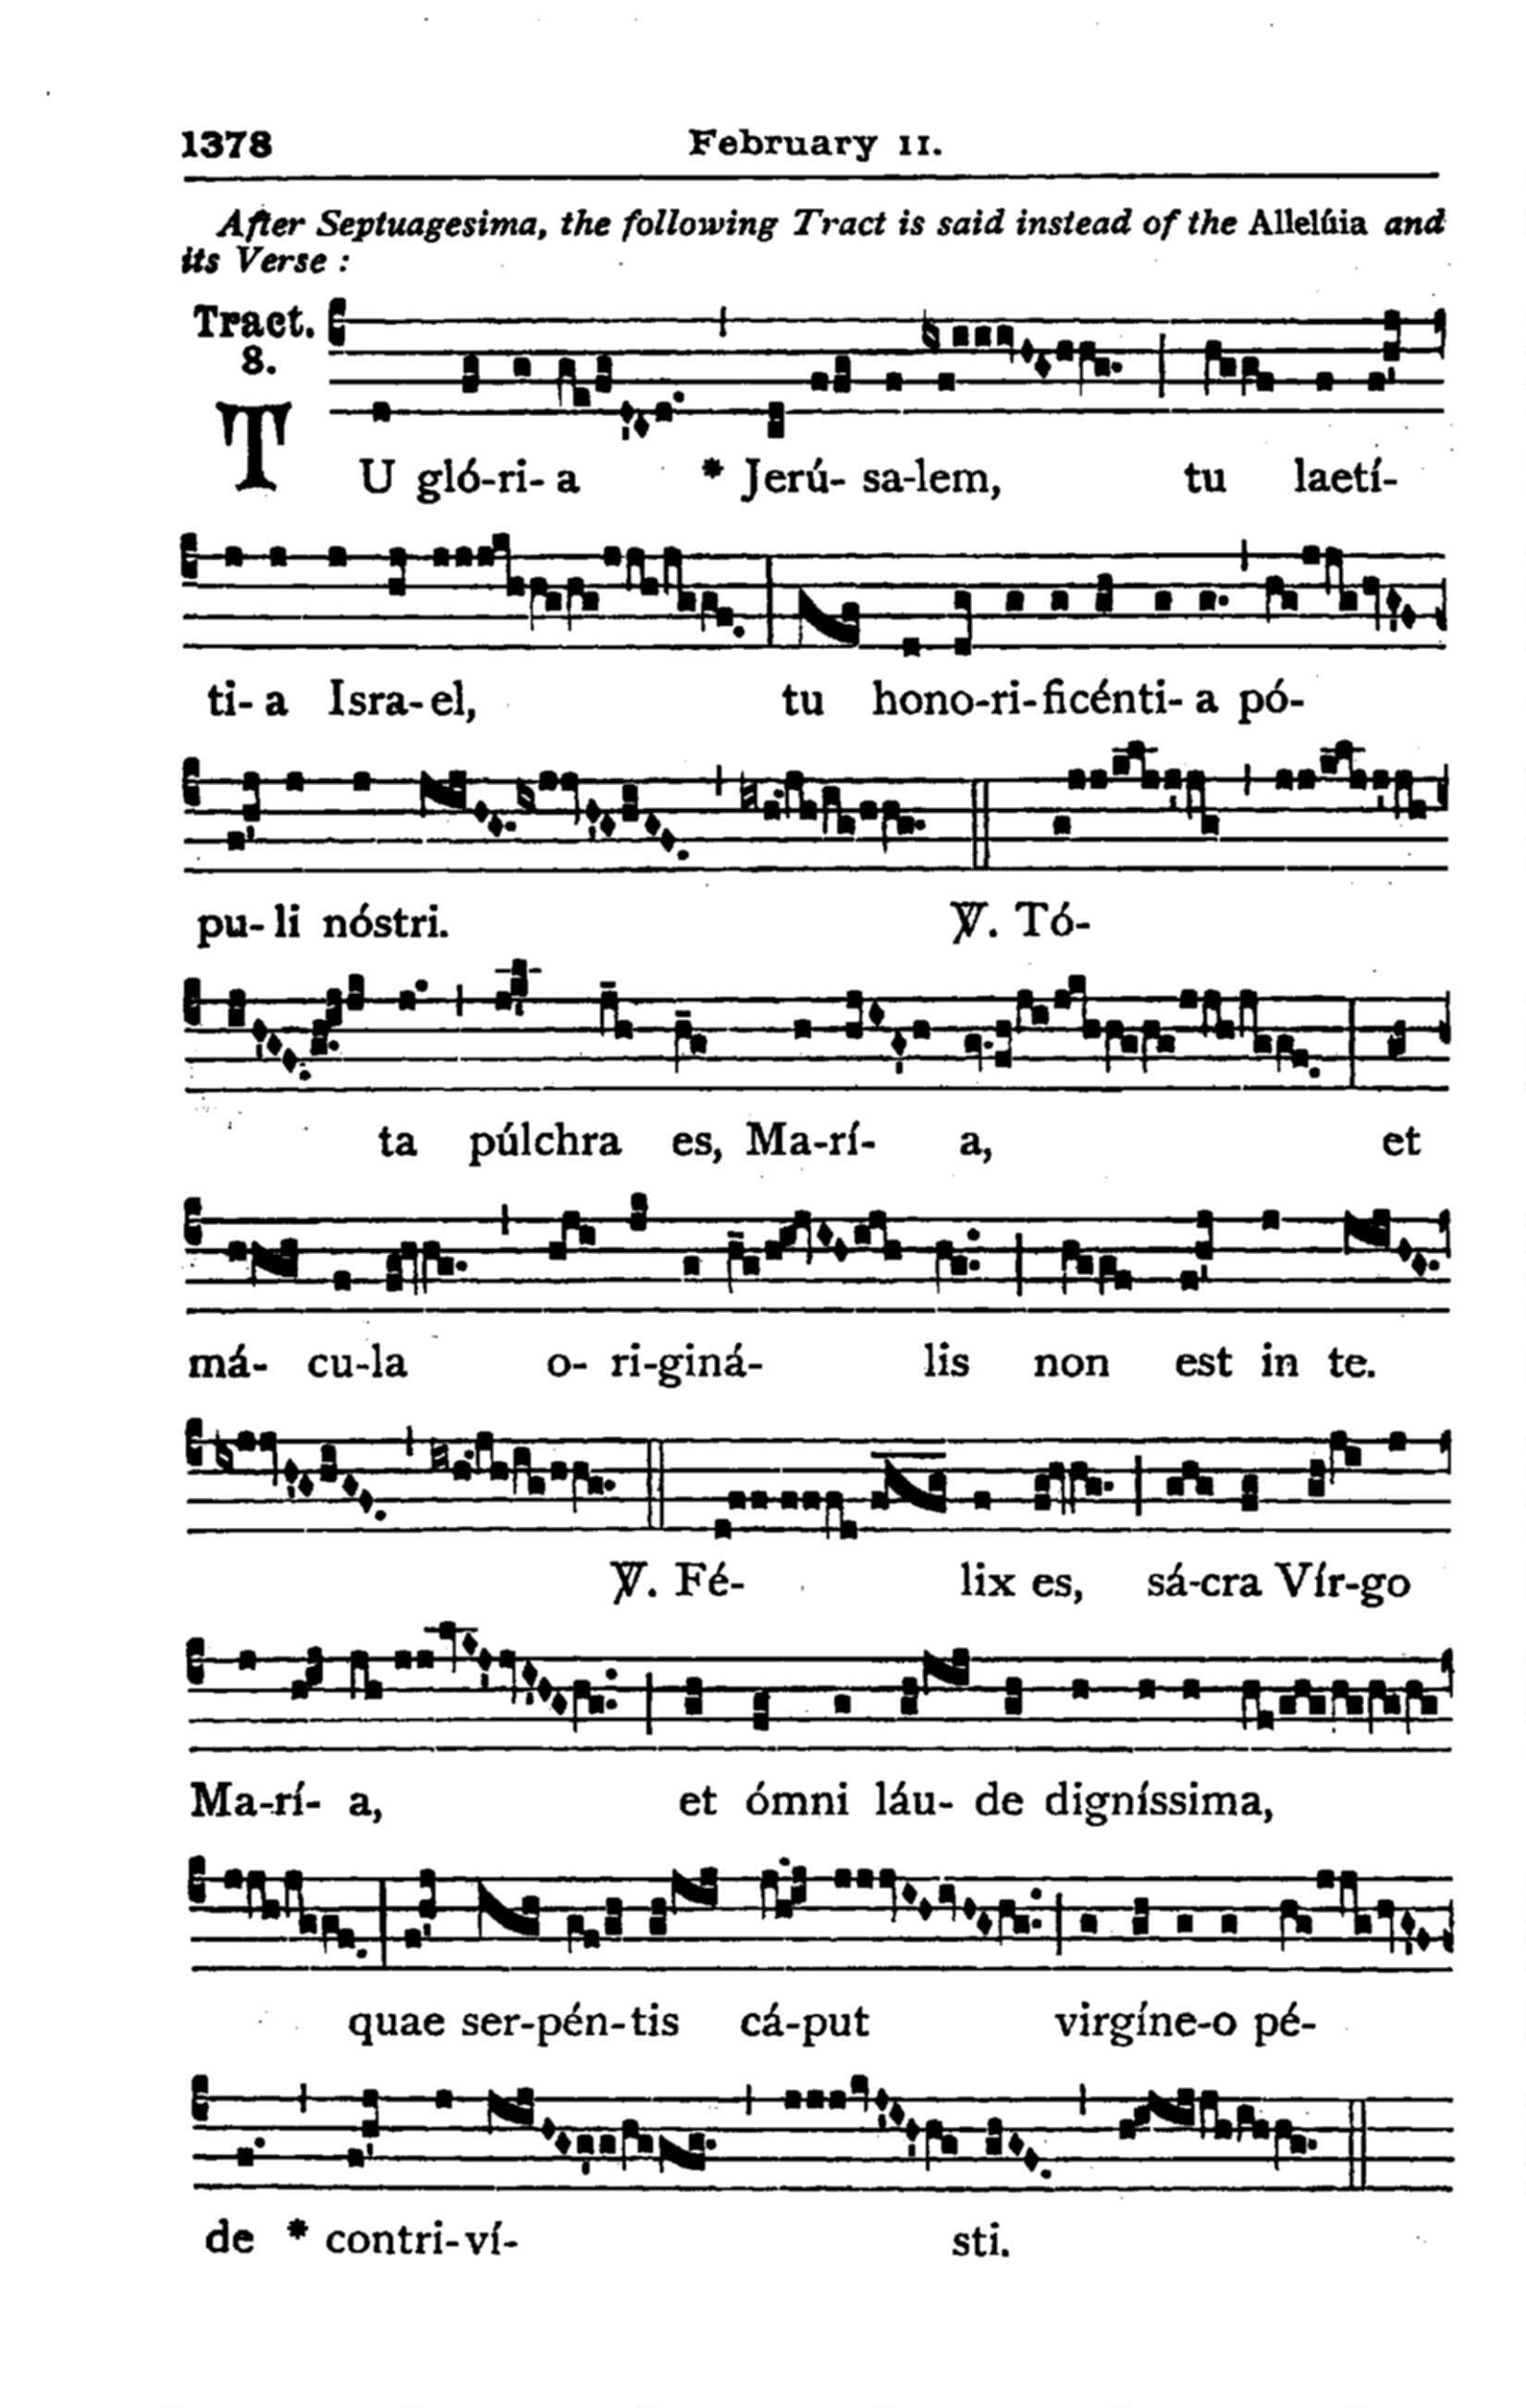 1378 February 11.
After Septuagesima, the following Tract is said instead of the Allelúia and
its Verse :
Tract.
8.
TU gló-ri- a * Jerú- sa-lem, tu laetí-
ti- a Isra- el, tu hono-ri-ficénti- a pó-
pu- li nóstri. ℣. Tó-
ta púlchra es, Ma-rí- a, et
má- cu-la o- ri-giná- lis non est in te.
℣. Fé- lix es, sá-cra Vír-go
Ma-rí- a, et ómni láu- de digníssima,
quae ser-pén-tis cá-put virgíne-o pé-
de * contri-ví- sti.